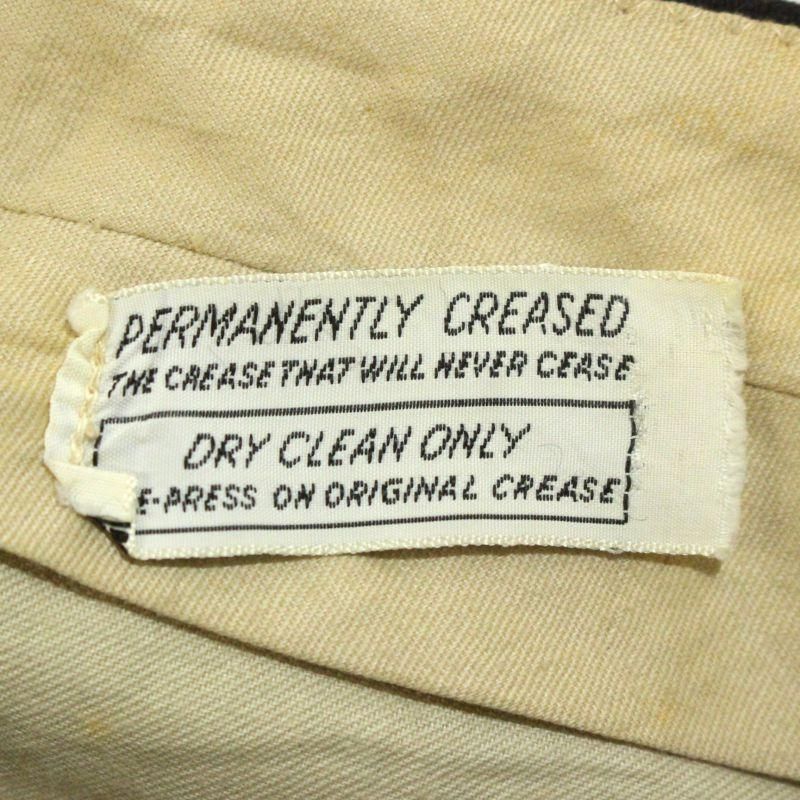 PERMANENTLY CREASED
THE CREASE THAT WILL NEVER CEASE
DRY CLEAN ONLY
E-PRESS ON ORIGINAL CREASE